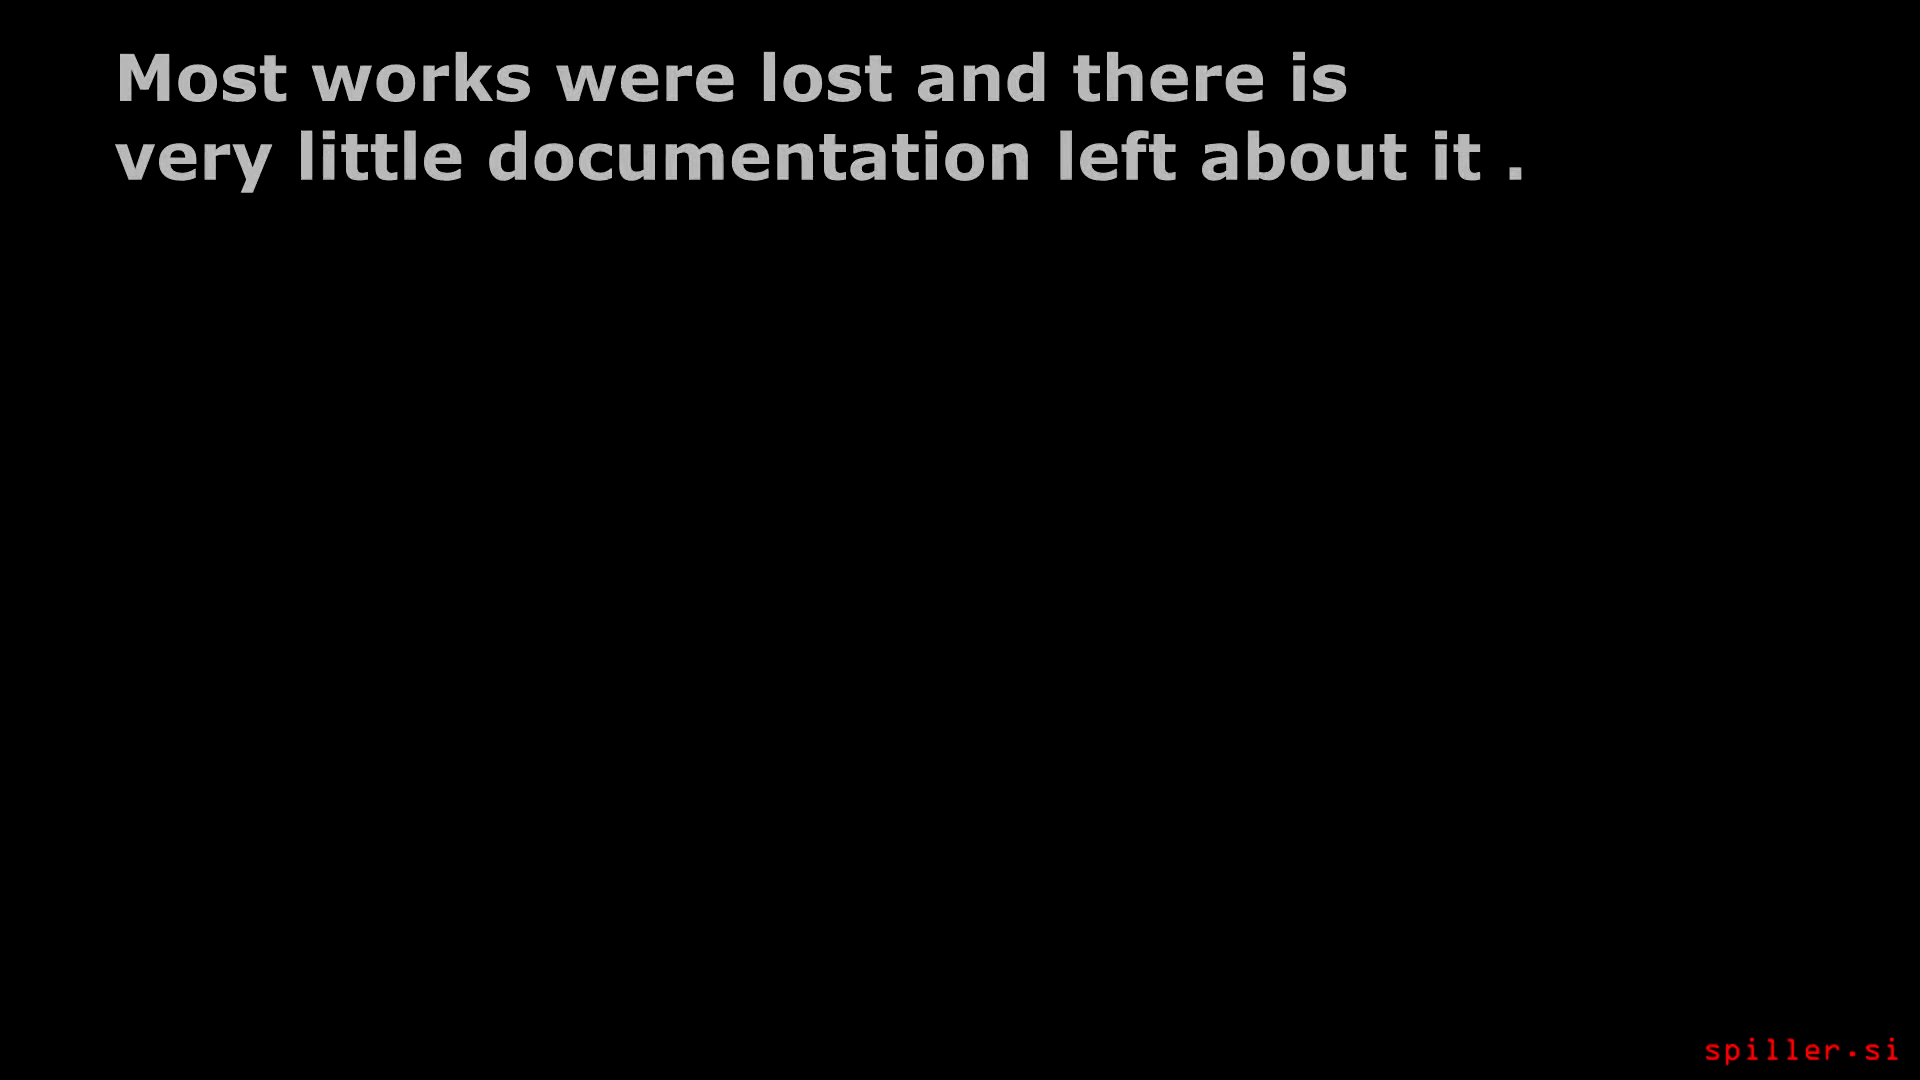 Most works were lost and there is
very little documentation left about it .
spiller.si